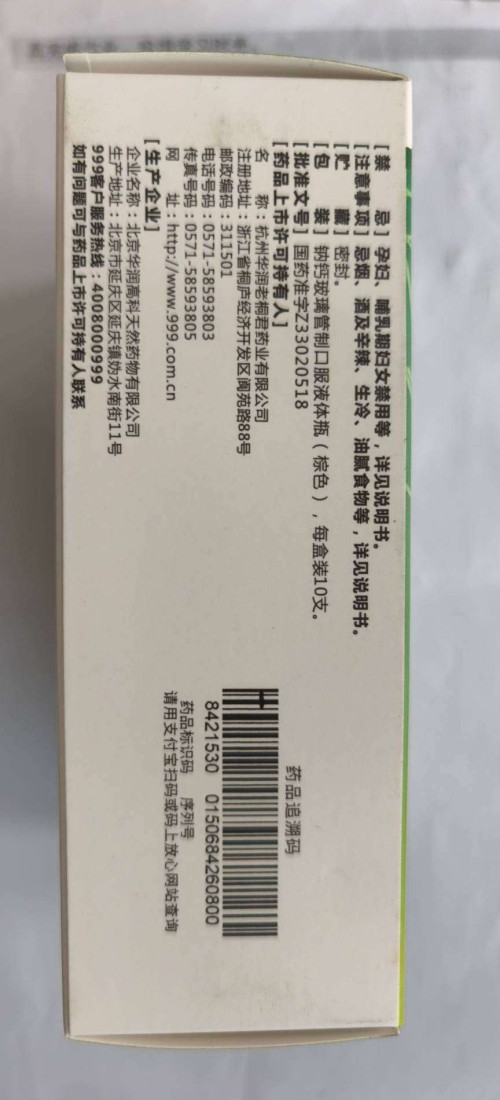 [禁　　忌] 孕妇、哺乳期妇女禁用等，详见说明书。
[注意事项] 忌烟、酒及辛辣、生冷、油腻食物等，详见说明书。
[贮　　藏] 密封。
[包　　装] 钠钙玻璃管制口服液体瓶（棕色），每盒装10支。
[批准文号] 国药准字Z33020518
[药品上市许可持有人]
名　　称：杭州华润老桐君药业有限公司
注册地址：浙江省桐庐经济开发区闽苑路88号
邮政编码：311501
电话号码：0571-58593803
传真号码：0571-58593805
网　　址：http://www.999.com.cn
[生产企业]
企业名称：北京华润高科天然药物有限公司
生产地址：北京市延庆区延庆镇妫水南街11号
999客户服务热线：4008000999
如有问题可与药品上市许可持有人联系
药品追溯码
8421530 0150684260800
药品标识码 序列号
请用支付宝扫码或码上放心网站查询